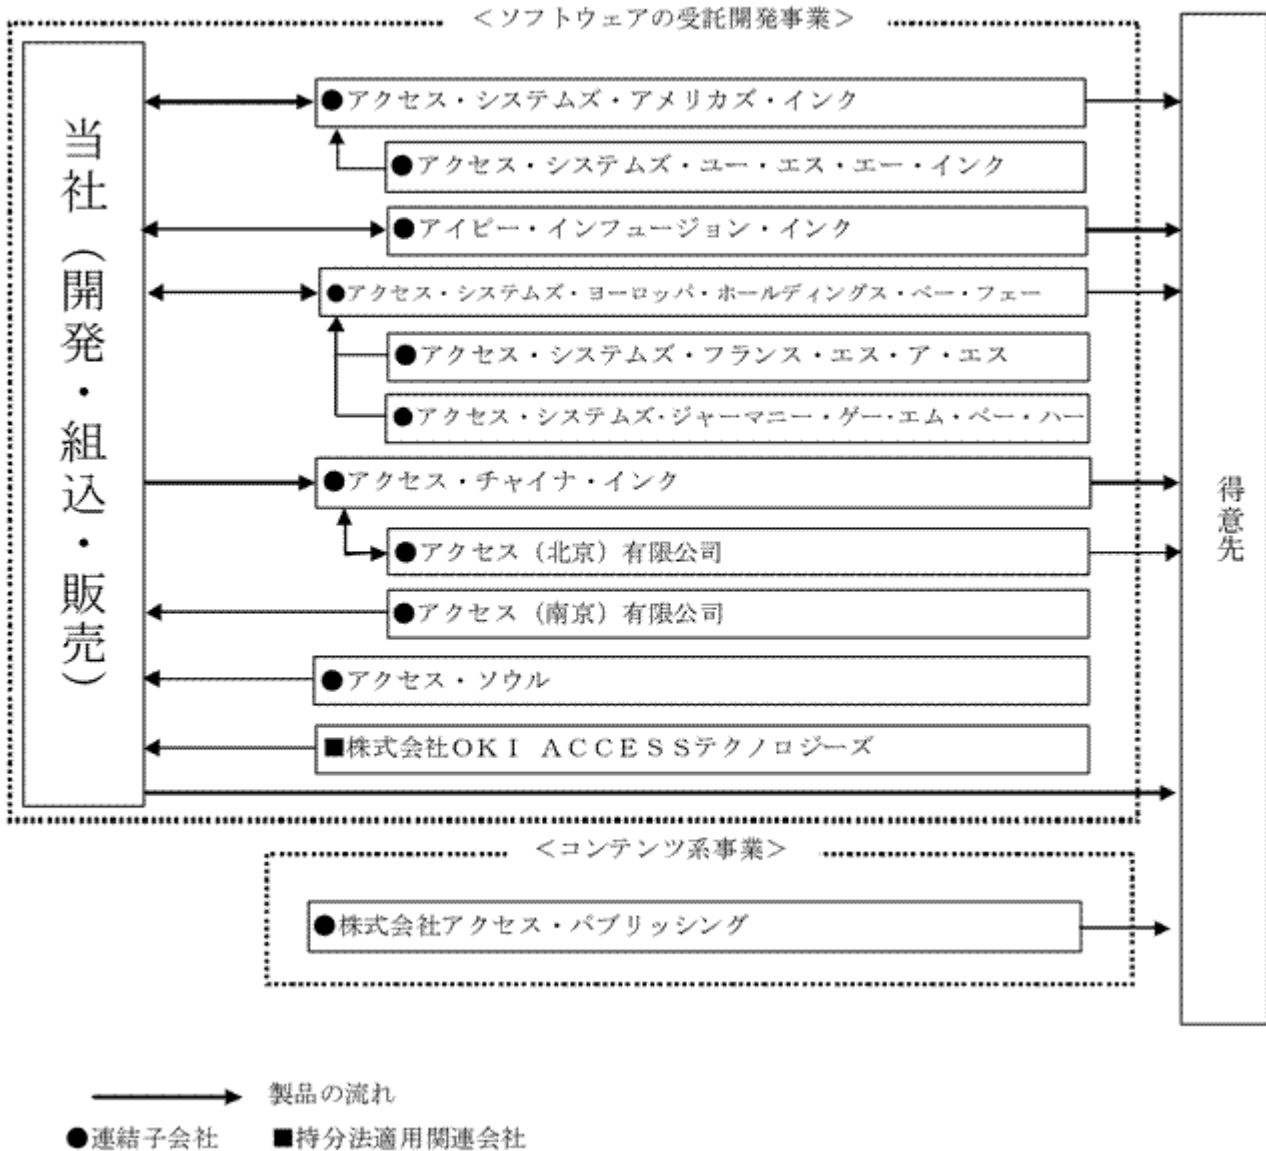 ＜ソフトウェアの受託開発事業＞
当社（開発・組込・販売）
●アクセス・システムズ・アメリカズ・インク
●アクセス・システムズ・ユー・エス・エー・インク
●アイピー・インフュージョン・インク
●アクセス・システムズ・ヨーロッパ・ホールディングス・ベー・フェー
●アクセス・システムズ・フランス・エス・ア・エス
●アクセス・システムズ・ジャーマニー・ゲー・エム・ベー・ハー
●アクセス・チャイナ・インク
●アクセス（北京）有限公司
●アクセス（南京）有限公司
●アクセス・ソウル
■株式会社ＯＫＩ　ＡＣＣＥＳＳテクノロジーズ
得意先
＜コンテンツ系事業＞
●株式会社アクセス・パブリッシング
製品の流れ
●連結子会社　■持分法適用関連会社